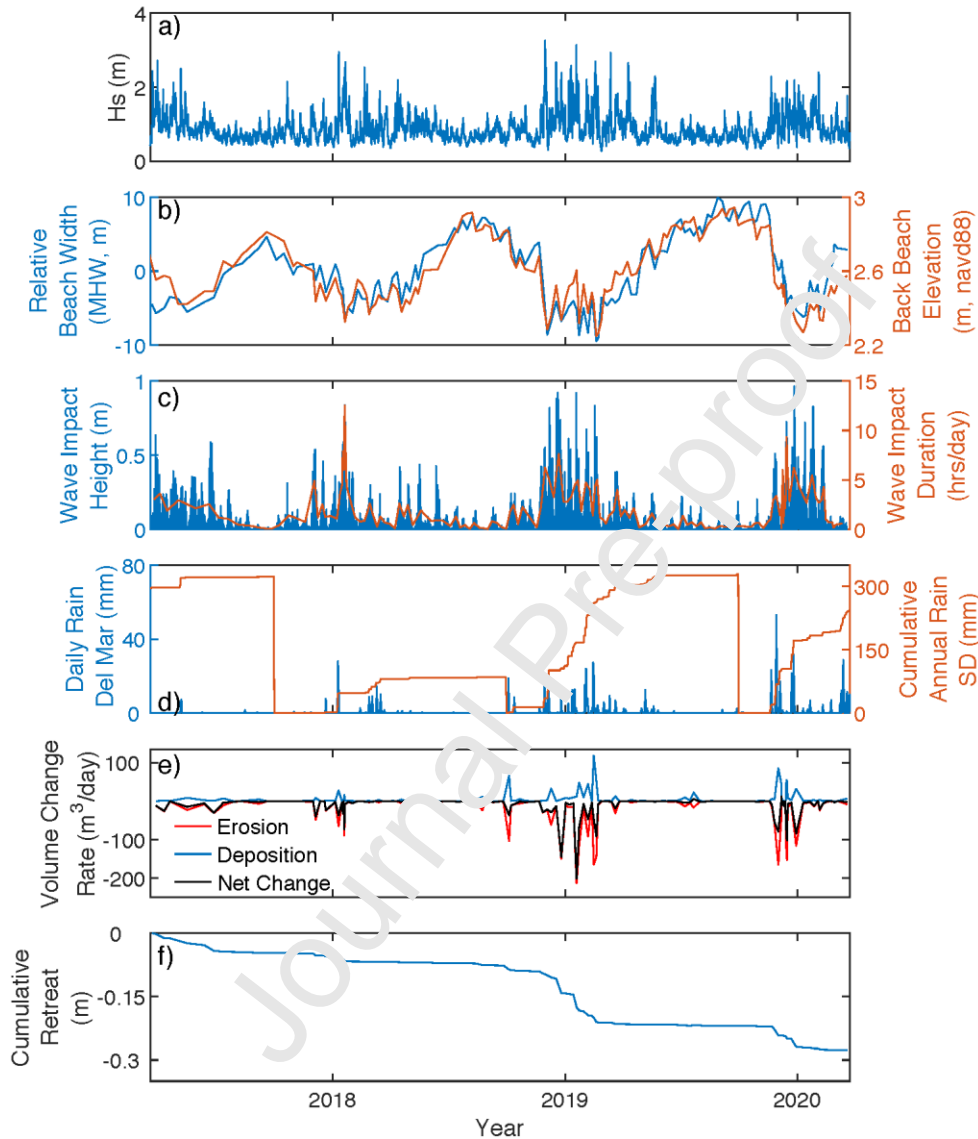 a)
4
2
0
Hs (m)
b)
10
0
-10
Relative
Beach Width
(MHW, m)
3
2.6
2.2
Back Beach
Elevation
(m, navd88)
c)
1
0.5
0
Wave Impact
Height (m)
15
10
5
0
Wave Impact
Duration
(hrs/day)
d)
80
40
0
Daily Rain
Del Mar (mm)
300
150
0
Cumulative
Annual Rain
SD (mm)
e)
100
-100
-200
Volume Change
Rate (m³/day)
Erosion
Deposition
Net Change
f)
0
-0.15
-0.3
Cumulative
Retreat
(m)
2018
2019
2020
Year
Journal Pre-proof